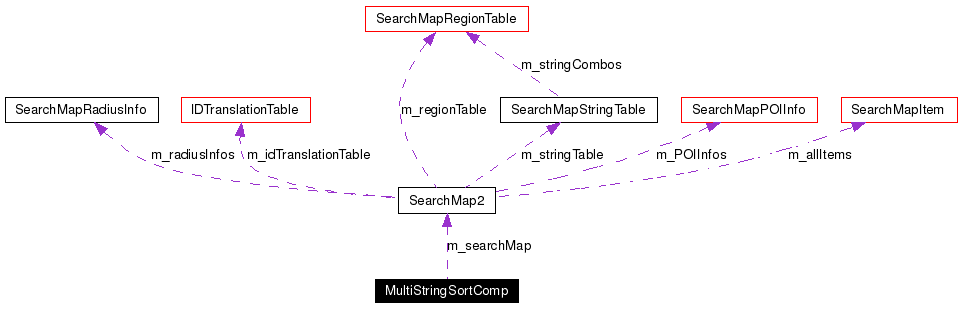 SearchMapRegionTable
m_stringCombos
SearchMapRadiusInfo
IDTranslationTable
m_regionTable
SearchMapStringTable
SearchMapPOIInfo
SearchMapItem
m_radiusInfos
m_idTranslationTable
m_stringTable
m_POIInfos
m_allItems
SearchMap2
m_searchMap
MultiStringSortComp